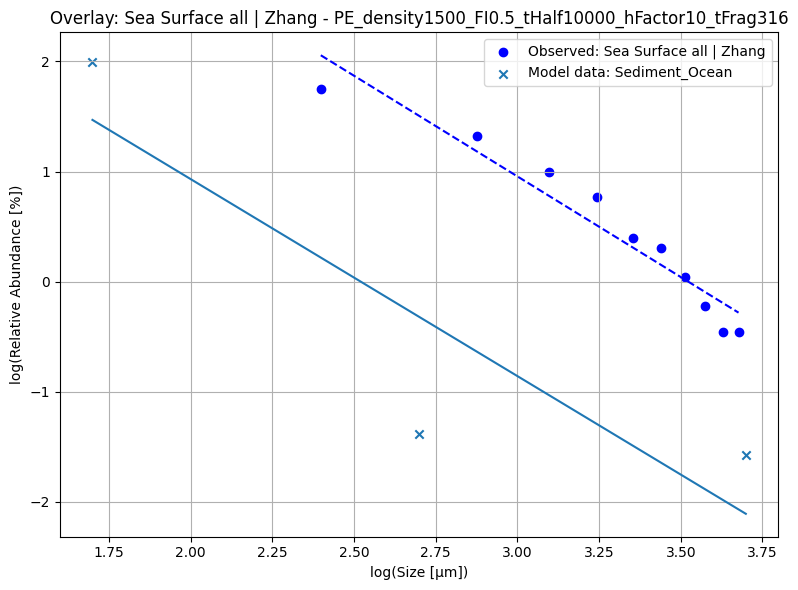 Overlay: Sea Surface all | Zhang - PE_density1500_FI0.5_tHalf10000_hFactor10_tFrag316
Observed: Sea Surface all | Zhang
Model data: Sediment_Ocean
log(Relative Abundance [%])
2
1
0
−1
−2
1.75 2.00 2.25 2.50 2.75 3.00 3.25 3.50 3.75
log(Size [μm])